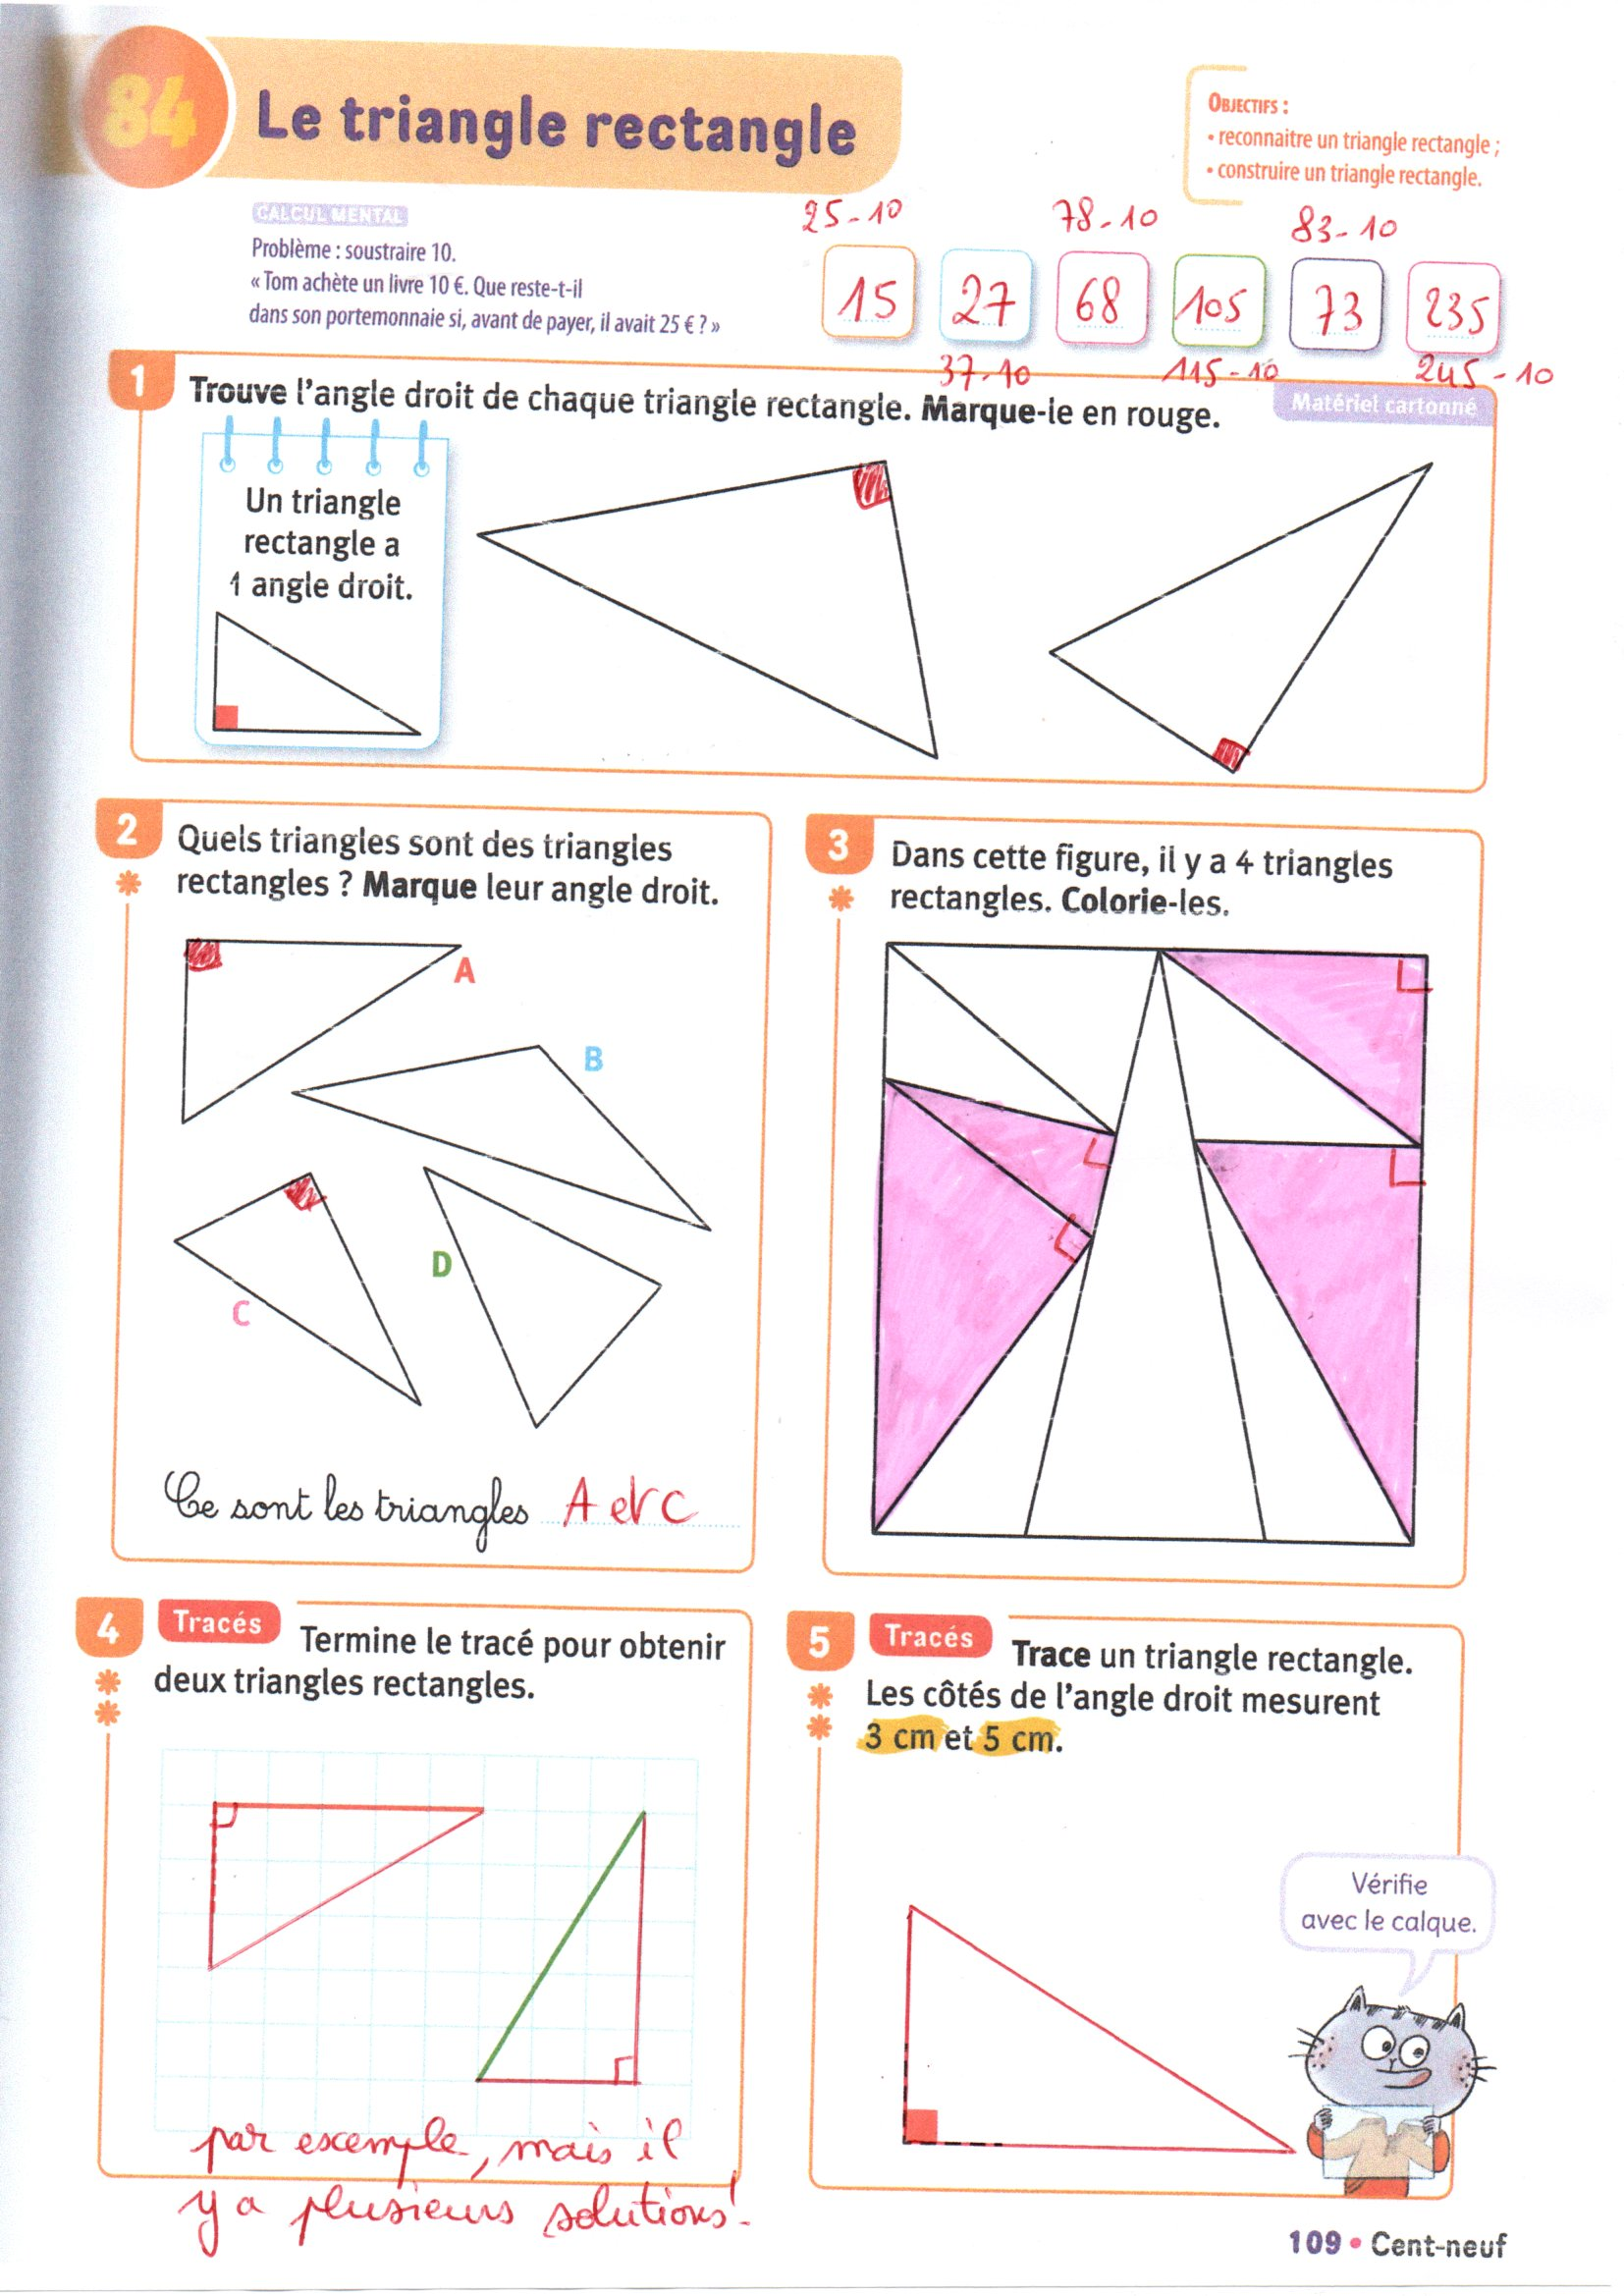 84
Le triangle rectangle
OBJECTIFS :
• reconnaitre un triangle rectangle ;
• construire un triangle rectangle.
CALCUL MENTAL
Problème : soustraire 10.
« Tom achète un livre 10 €. Que reste-t-il
dans son portemonnaie si, avant de payer, il avait 25 € ? »
25-10 78-10 83-10
15 27 68 105 73 235
37-10 115-10 245-10
1 Trouve l'angle droit de chaque triangle rectangle. Marque-le en rouge.
Matériel cartonné
Un triangle
rectangle a
1 angle droit.
2 Quels triangles sont des triangles
rectangles ? Marque leur angle droit.
A
B
C
D
Ce sont les triangles A et C
3 Dans cette figure, il y a 4 triangles
rectangles. Colorie-les.
4 Tracés Termine le tracé pour obtenir
deux triangles rectangles.
par exemple, mais il
y a plusieurs solutions!
5 Tracés Trace un triangle rectangle.
Les côtés de l'angle droit mesurent
3 cm et 5 cm.
Vérifie
avec le calque.
109 • Cent-neuf